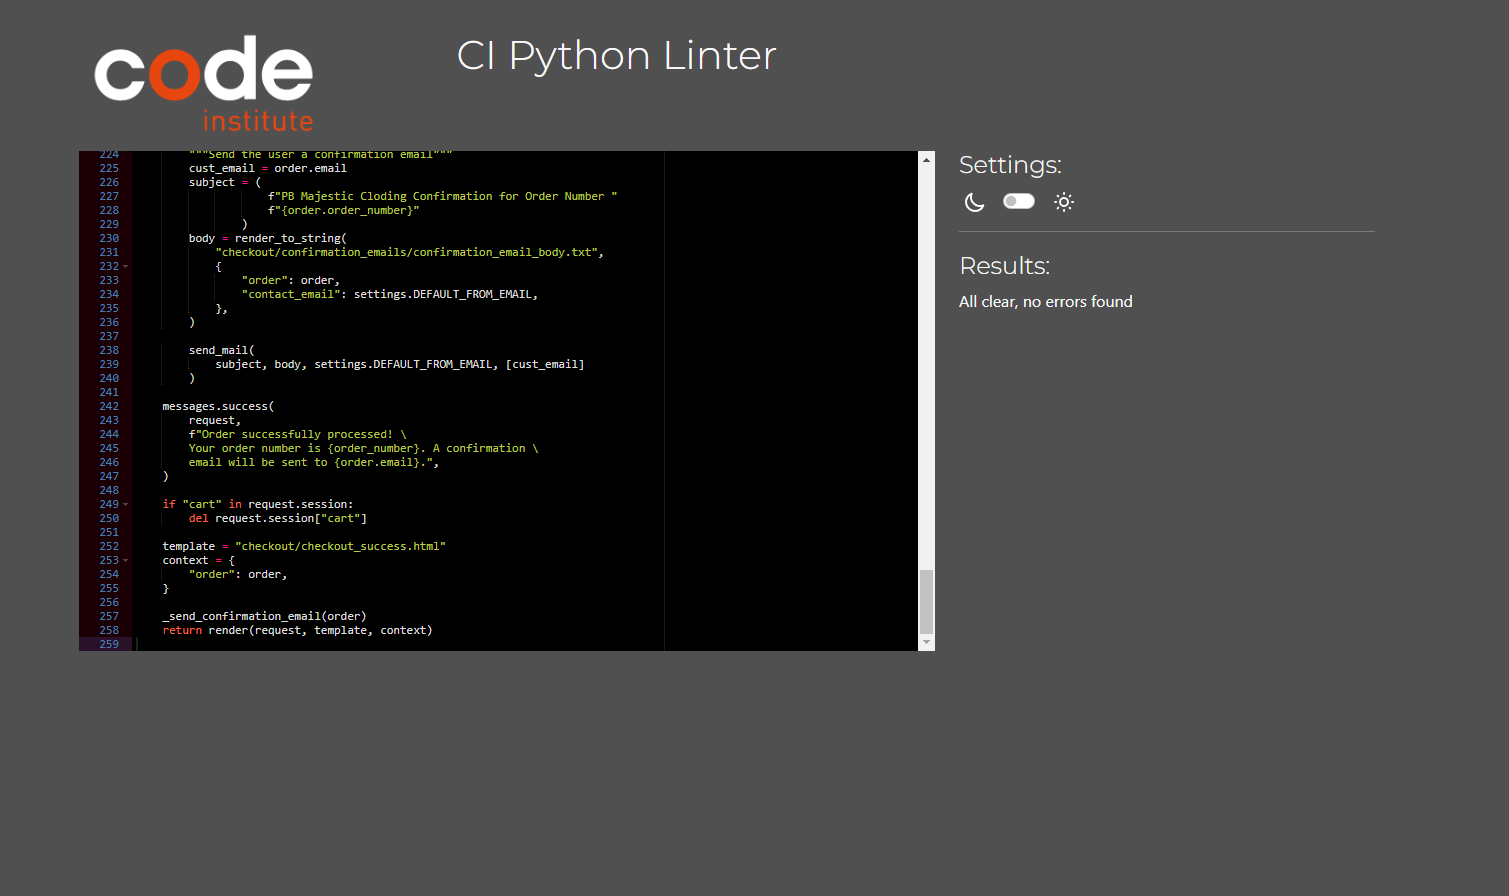 code
institute
CI Python Linter
224 """Send the user a confirmation email"""
225 cust_email = order.email
226 subject = (
227 f"PB Majestic Cloding Confirmation for Order Number "
228 f"{order.order_number}"
229 )
230 body = render_to_string(
231 "checkout/confirmation_emails/confirmation_email_body.txt",
232 {
233 "order": order,
234 "contact_email": settings.DEFAULT_FROM_EMAIL,
235 },
236 )
237
238 send_mail(
239 subject, body, settings.DEFAULT_FROM_EMAIL, [cust_email]
240 )
241
242 messages.success(
243 request,
244 f"Order successfully processed! \
245 Your order number is {order_number}. A confirmation \
246 email will be sent to {order.email}.",
247 )
248
249 if "cart" in request.session:
250 del request.session["cart"]
251
252 template = "checkout/checkout_success.html"
253 context = {
254 "order": order,
255 }
256
257 _send_confirmation_email(order)
258 return render(request, template, context)
259
Settings:
Results:
All clear, no errors found